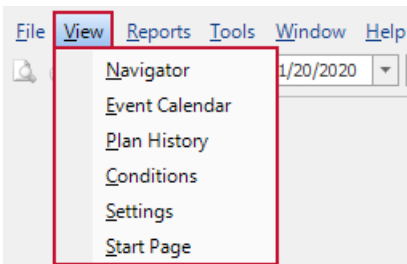 File View Reports Tools Window Help
Navigator 1/20/2020
Event Calendar
Plan History
Conditions
Settings
Start Page